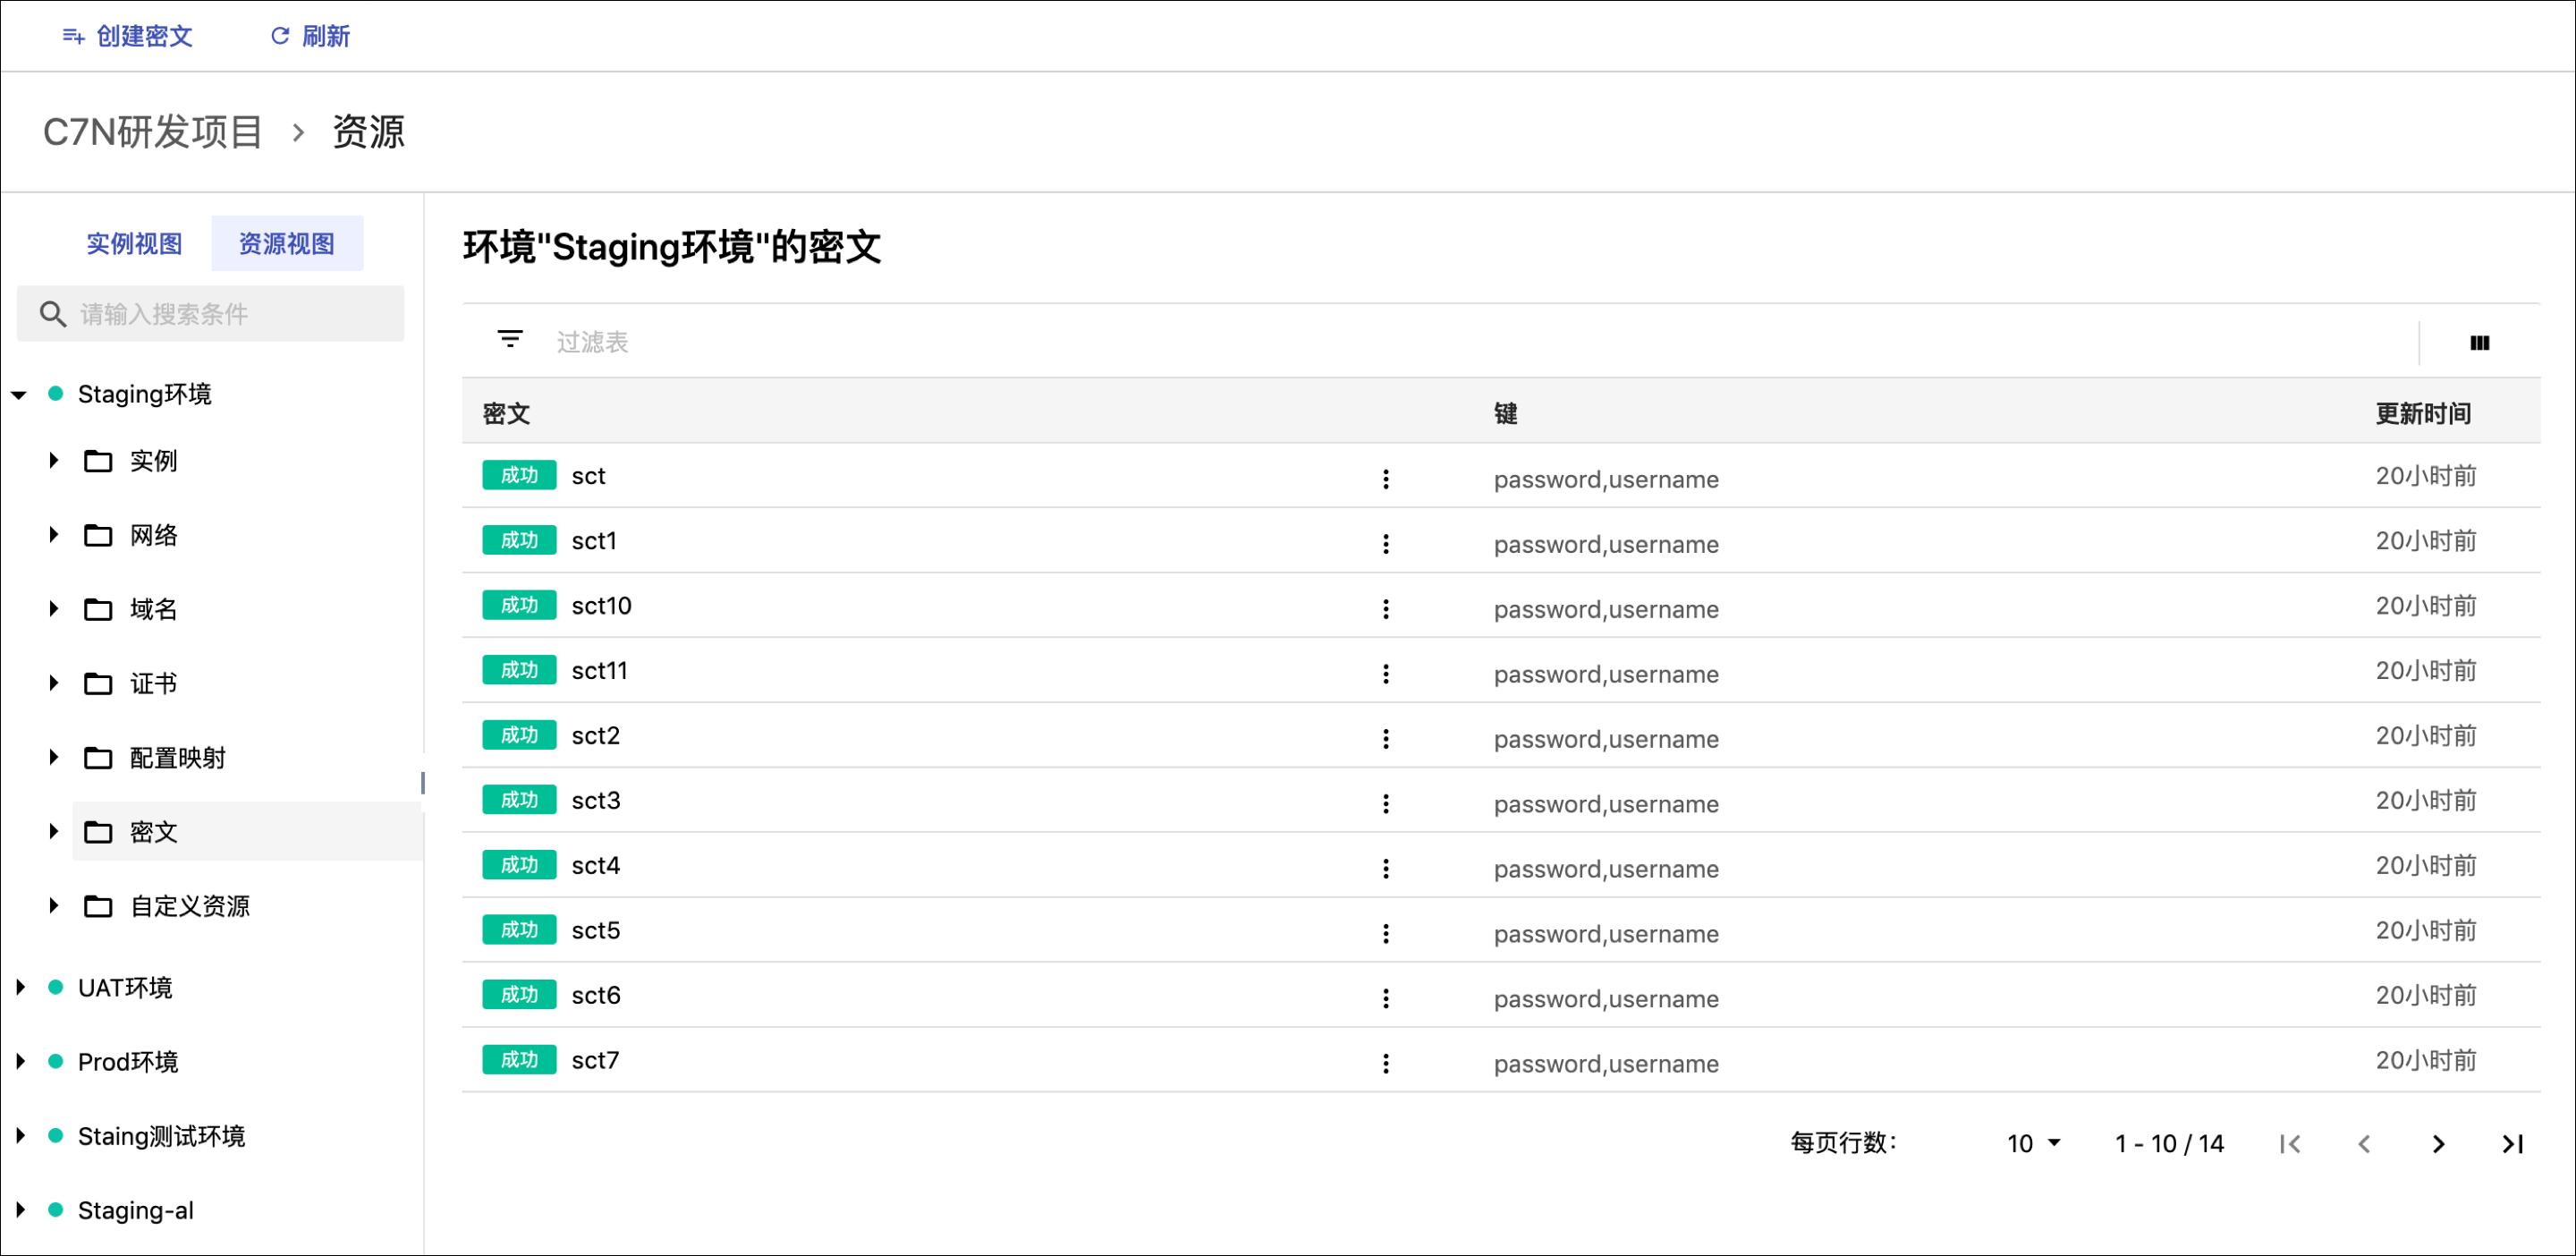 创建密文 刷新
C7N研发项目 › 资源
实例视图 资源视图
请输入搜索条件
Staging环境
实例
网络
域名
证书
配置映射
密文
自定义资源
UAT环境
Prod环境
Staing测试环境
Staging-al
环境"Staging环境"的密文
过滤表
密文 键 更新时间
成功 sct password,username 20小时前
成功 sct1 password,username 20小时前
成功 sct10 password,username 20小时前
成功 sct11 password,username 20小时前
成功 sct2 password,username 20小时前
成功 sct3 password,username 20小时前
成功 sct4 password,username 20小时前
成功 sct5 password,username 20小时前
成功 sct6 password,username 20小时前
成功 sct7 password,username 20小时前
每页行数: 10 1 - 10 / 14